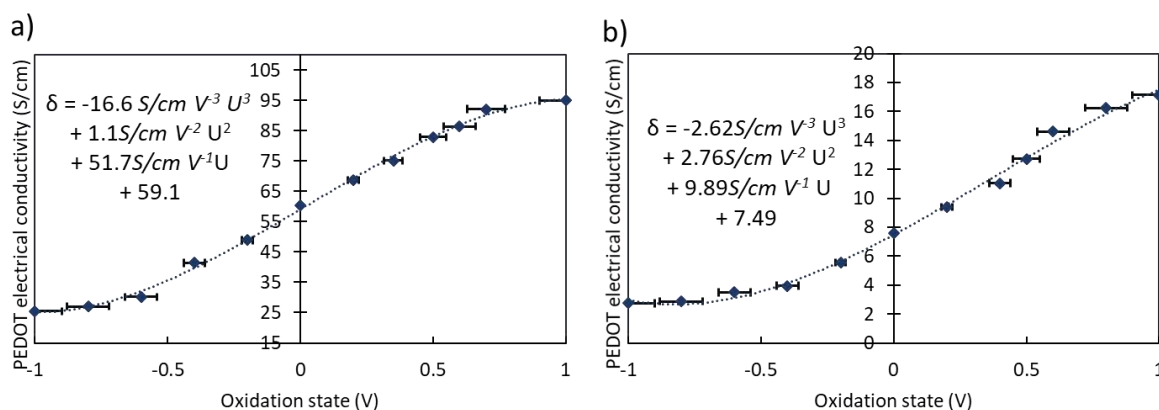 a)
PEDOT electrical conductivity (S/cm)
105
95
85
75
65
55
45
35
25
15
δ = -16.6 S/cm V⁻³ U³
+ 1.1S/cm V⁻² U²
+ 51.7S/cm V⁻¹U
+ 59.1
-1
-0.5
0
0.5
1
Oxidation state (V)
b)
PEDOT electrical conductivity (S/cm)
20
18
16
14
12
10
8
6
4
2
0
δ = -2.62S/cm V⁻³ U³
+ 2.76S/cm V⁻² U²
+ 9.89S/cm V⁻¹ U
+ 7.49
-1
-0.5
0
0.5
1
Oxidation state (V)